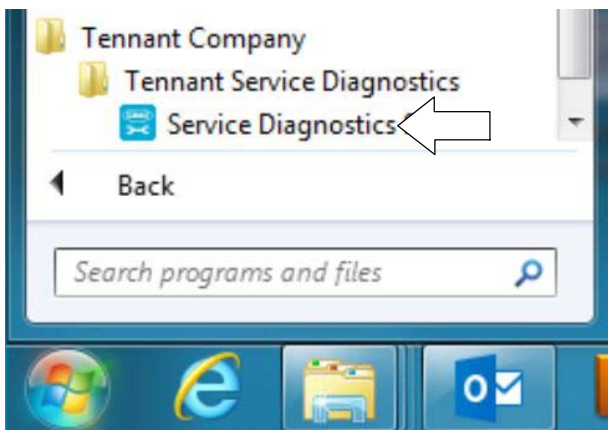 Tennant Company
Tennant Service Diagnostics
Service Diagnostics
Back
Search programs and files